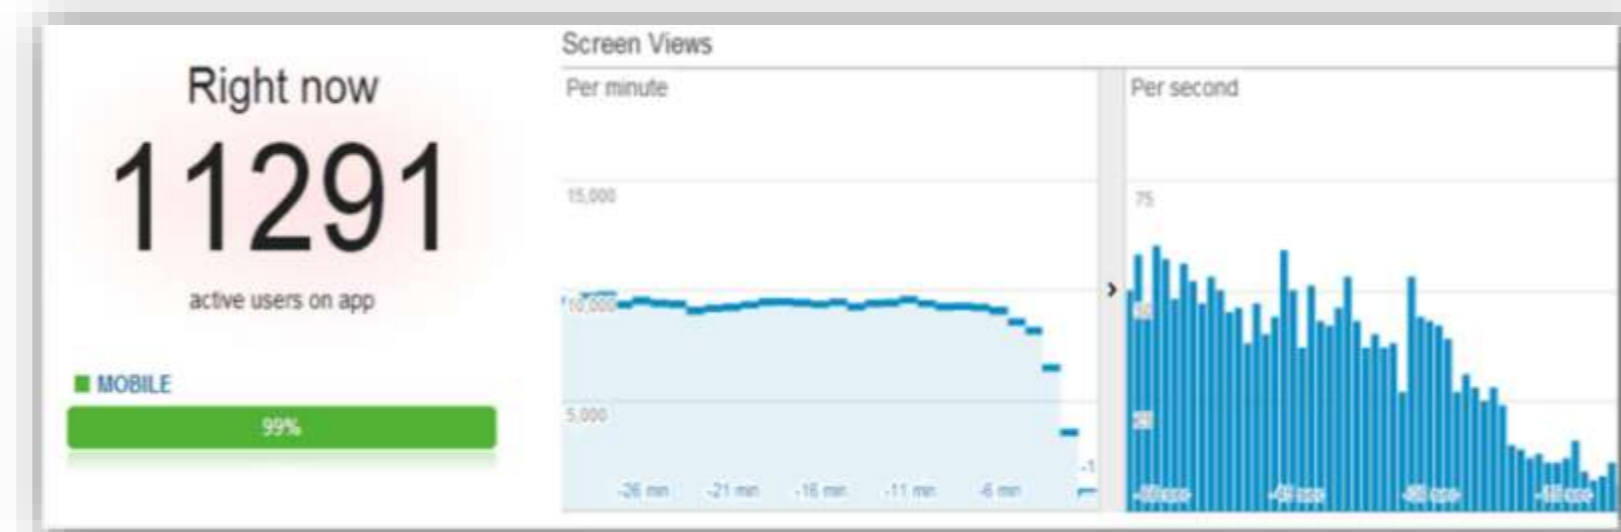 Right now
11291
active users on app
MOBILE
99%
Screen Views
Per minute
15,000
10,000
5,000
-26 min
-21 min
-16 min
-11 min
-6 min
-1
Per second
75